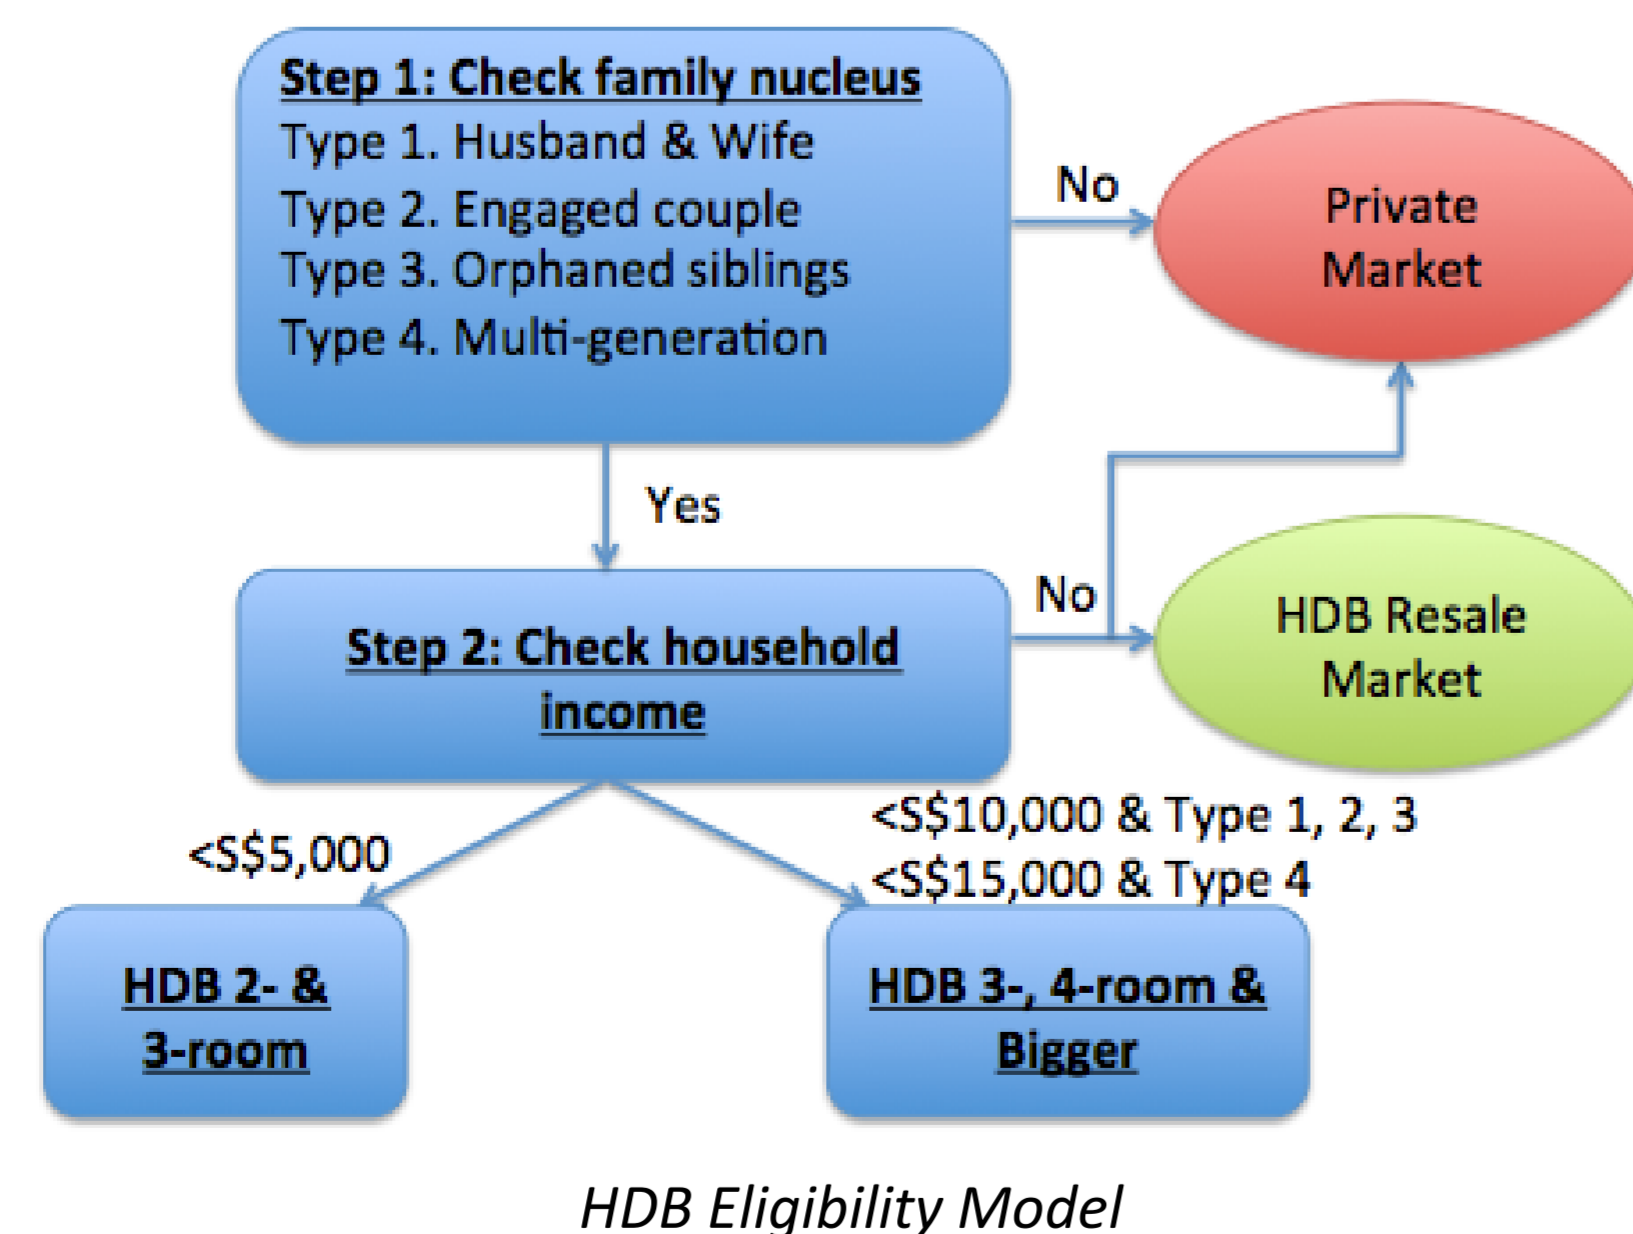 Step 1: Check family nucleus
Type 1. Husband & Wife
Type 2. Engaged couple
Type 3. Orphaned siblings
Type 4. Multi-generation
No
Private
Market
Yes
Step 2: Check household
income
No
HDB Resale
Market
<S$5,000
<S$10,000 & Type 1, 2, 3
<S$15,000 & Type 4
HDB 2- &
3-room
HDB 3-, 4-room &
Bigger
HDB Eligibility Model